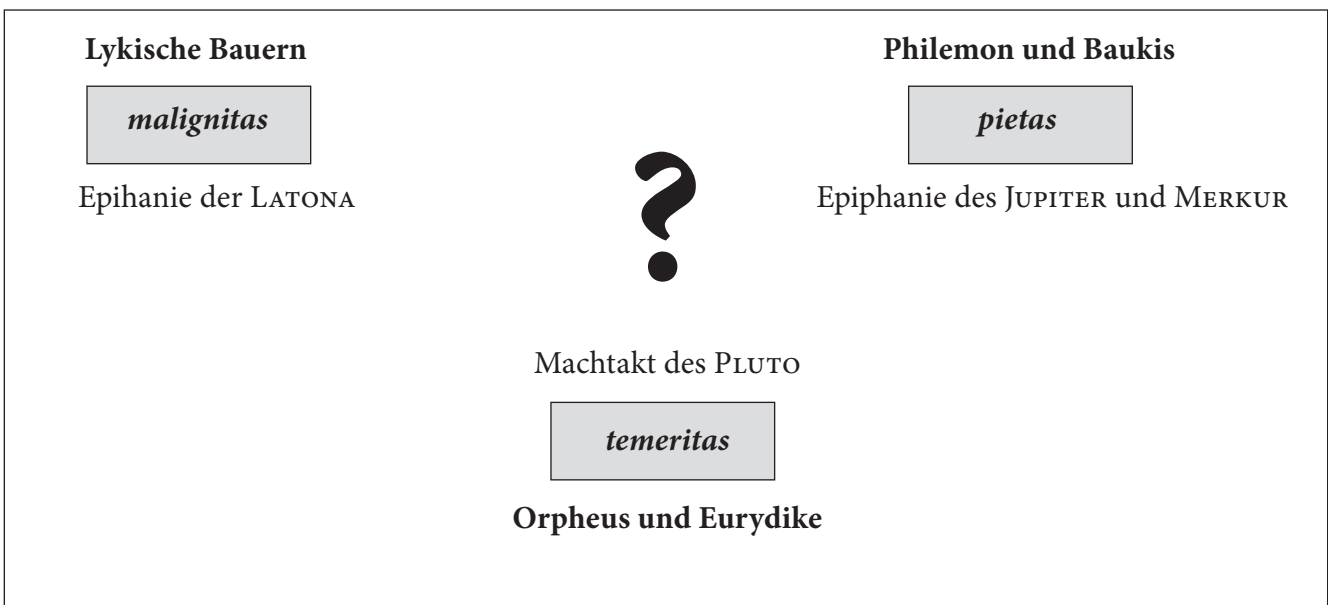 Lykische Bauern
malignitas
Epihanie der LATONA
Philemon und Baukis
pietas
Epiphanie des JUPITER und MERKUR
?
Machtakt des PLUTO
temeritas
Orpheus und Eurydike